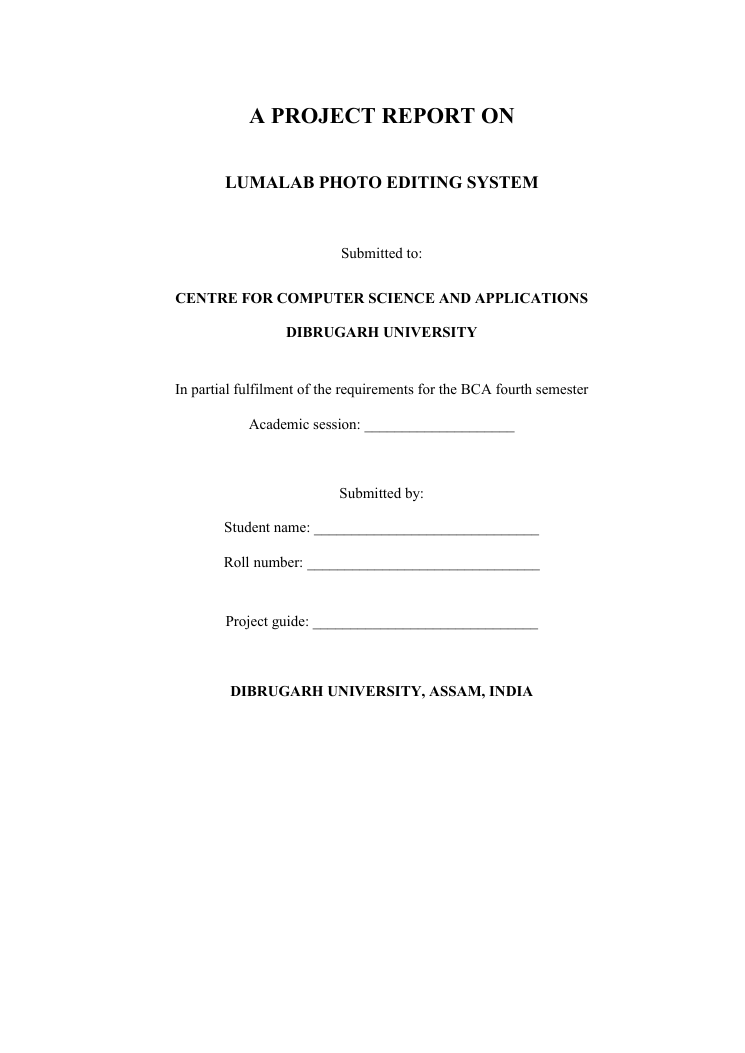 A PROJECT REPORT ON
LUMALAB PHOTO EDITING SYSTEM
Submitted to:
CENTRE FOR COMPUTER SCIENCE AND APPLICATIONS
DIBRUGARH UNIVERSITY
In partial fulfilment of the requirements for the BCA fourth semester
Academic session: ____________________
Submitted by:
Student name: ______________________________
Roll number: _______________________________
Project guide: ______________________________
DIBRUGARH UNIVERSITY, ASSAM, INDIA